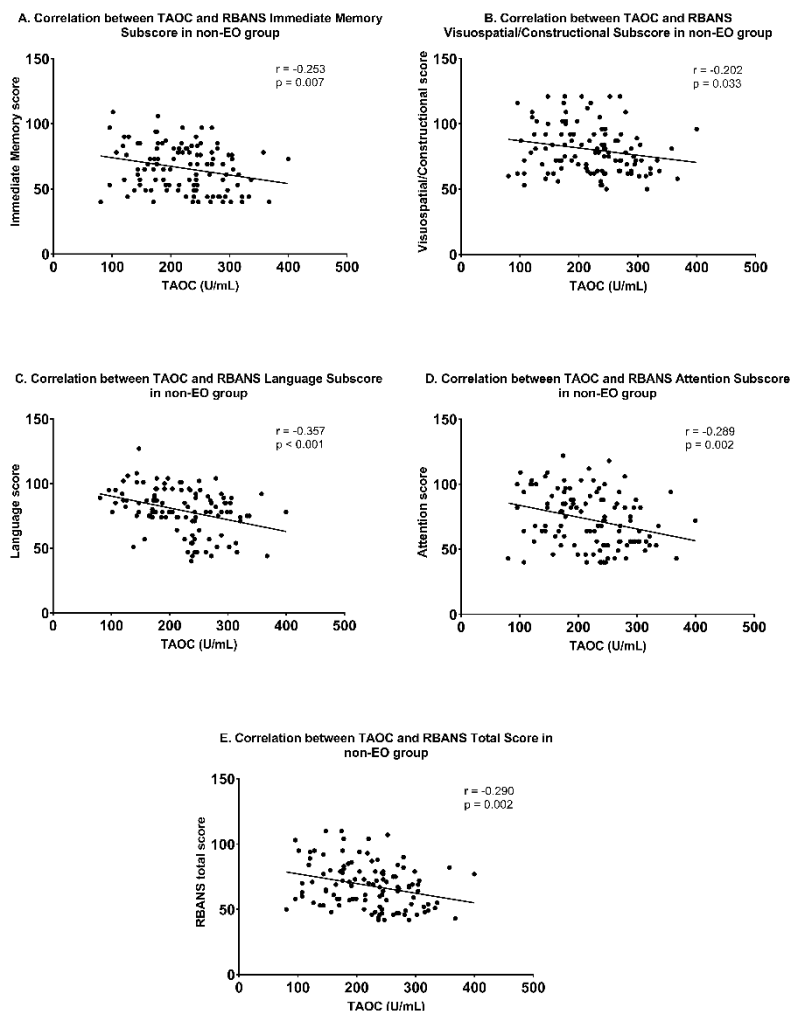 A. Correlation between TAOC and RBANS Immediate Memory
Subscore in non-EO group
r = -0.253
p = 0.007
150
100
50
0
Immediate Memory score
0 100 200 300 400 500
TAOC (U/mL)
B. Correlation between TAOC and RBANS
Visuospatial/Constructional Subscore in non-EO group
r = -0.202
p = 0.033
150
100
50
0
Visuospatial/Constructional score
0 100 200 300 400 500
TAOC (U/mL)
C. Correlation between TAOC and RBANS Language Subscore
in non-EO group
r = -0.357
p < 0.001
150
100
50
0
Language score
0 100 200 300 400 500
TAOC (U/mL)
D. Correlation between TAOC and RBANS Attention Subscore
in non-EO group
r = -0.289
p = 0.002
150
100
50
0
Attention score
0 100 200 300 400 500
TAOC (U/mL)
E. Correlation between TAOC and RBANS Total Score in
non-EO group
r = -0.290
p = 0.002
150
100
50
0
RBANS total score
0 100 200 300 400 500
TAOC (U/mL)